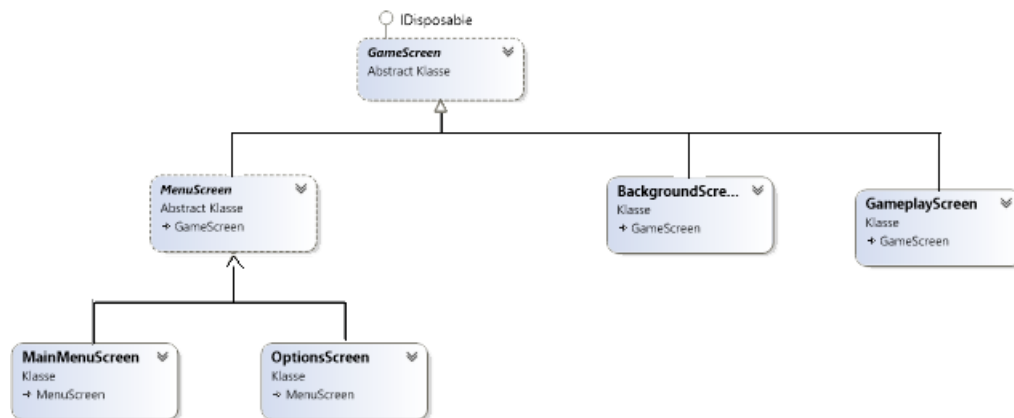 IDisposable
GameScreen
Abstract Klasse
MenuScreen
Abstract Klasse
GameScreen
BackgroundScre...
Klasse
GameScreen
GameplayScreen
Klasse
GameScreen
MainMenuScreen
Klasse
MenuScreen
OptionsScreen
Klasse
MenuScreen